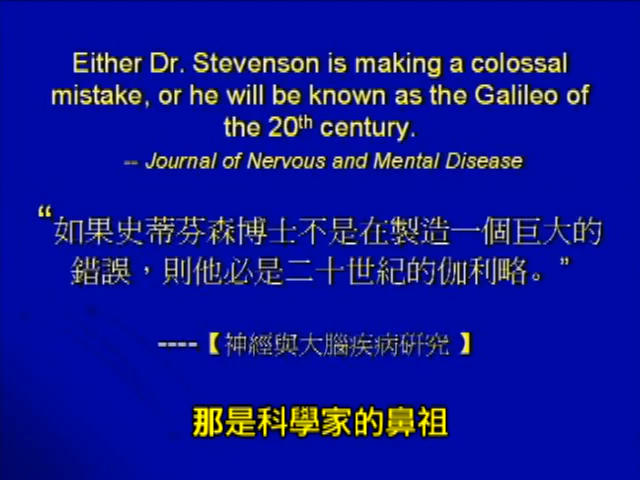 Either Dr. Stevenson is making a colossal
mistake, or he will be known as the Galileo of
the 20th century.
-- Journal of Nervous and Mental Disease
“如果史蒂芬森博士不是在製造一個巨大的
錯誤，則他必是二十世紀的伽利略。”
----【神經與大腦疾病研究】
那是科學家的鼻祖